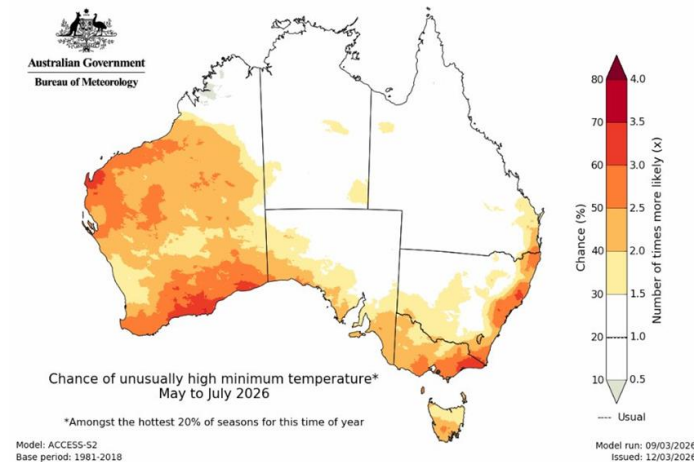 Australian Government
Bureau of Meteorology
80 4.0
70 3.5
60 3.0
50 2.5
40 2.0
30 1.5
20 1.0
10 0.5
Chance (%)
Number of times more likely (x)
---- Usual
Chance of unusually high minimum temperature*
May to July 2026
*Amongst the hottest 20% of seasons for this time of year
Model: ACCESS-S2
Base period: 1981-2018
Model run: 09/03/2026
Issued: 12/03/2026